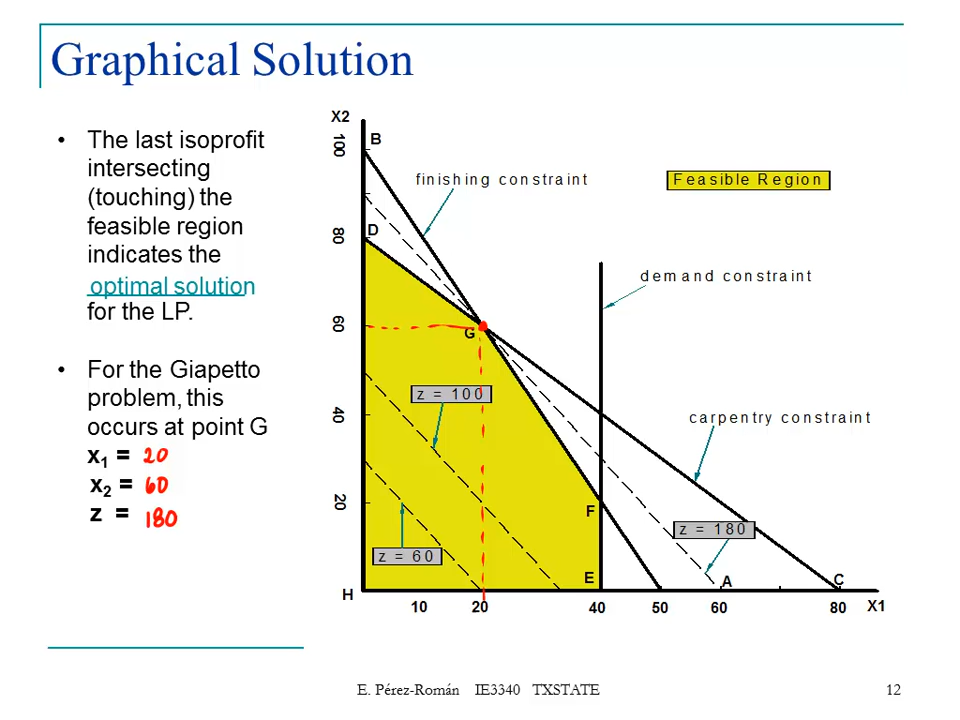 Graphical Solution
• The last isoprofit
intersecting
(touching) the
feasible region
indicates the
optimal solution
for the LP.
• For the Giapetto
problem, this
occurs at point G
x1 = 20
x2 = 60
z = 180
X2
100
80
60
40
20
B
D
G
F
E
H
A
C
finishing constraint
Feasible Region
demand constraint
carpentry constraint
z = 100
z = 180
z = 60
10 20 40 50 60 80 X1
E. Pérez-Román IE3340 TXSTATE
12